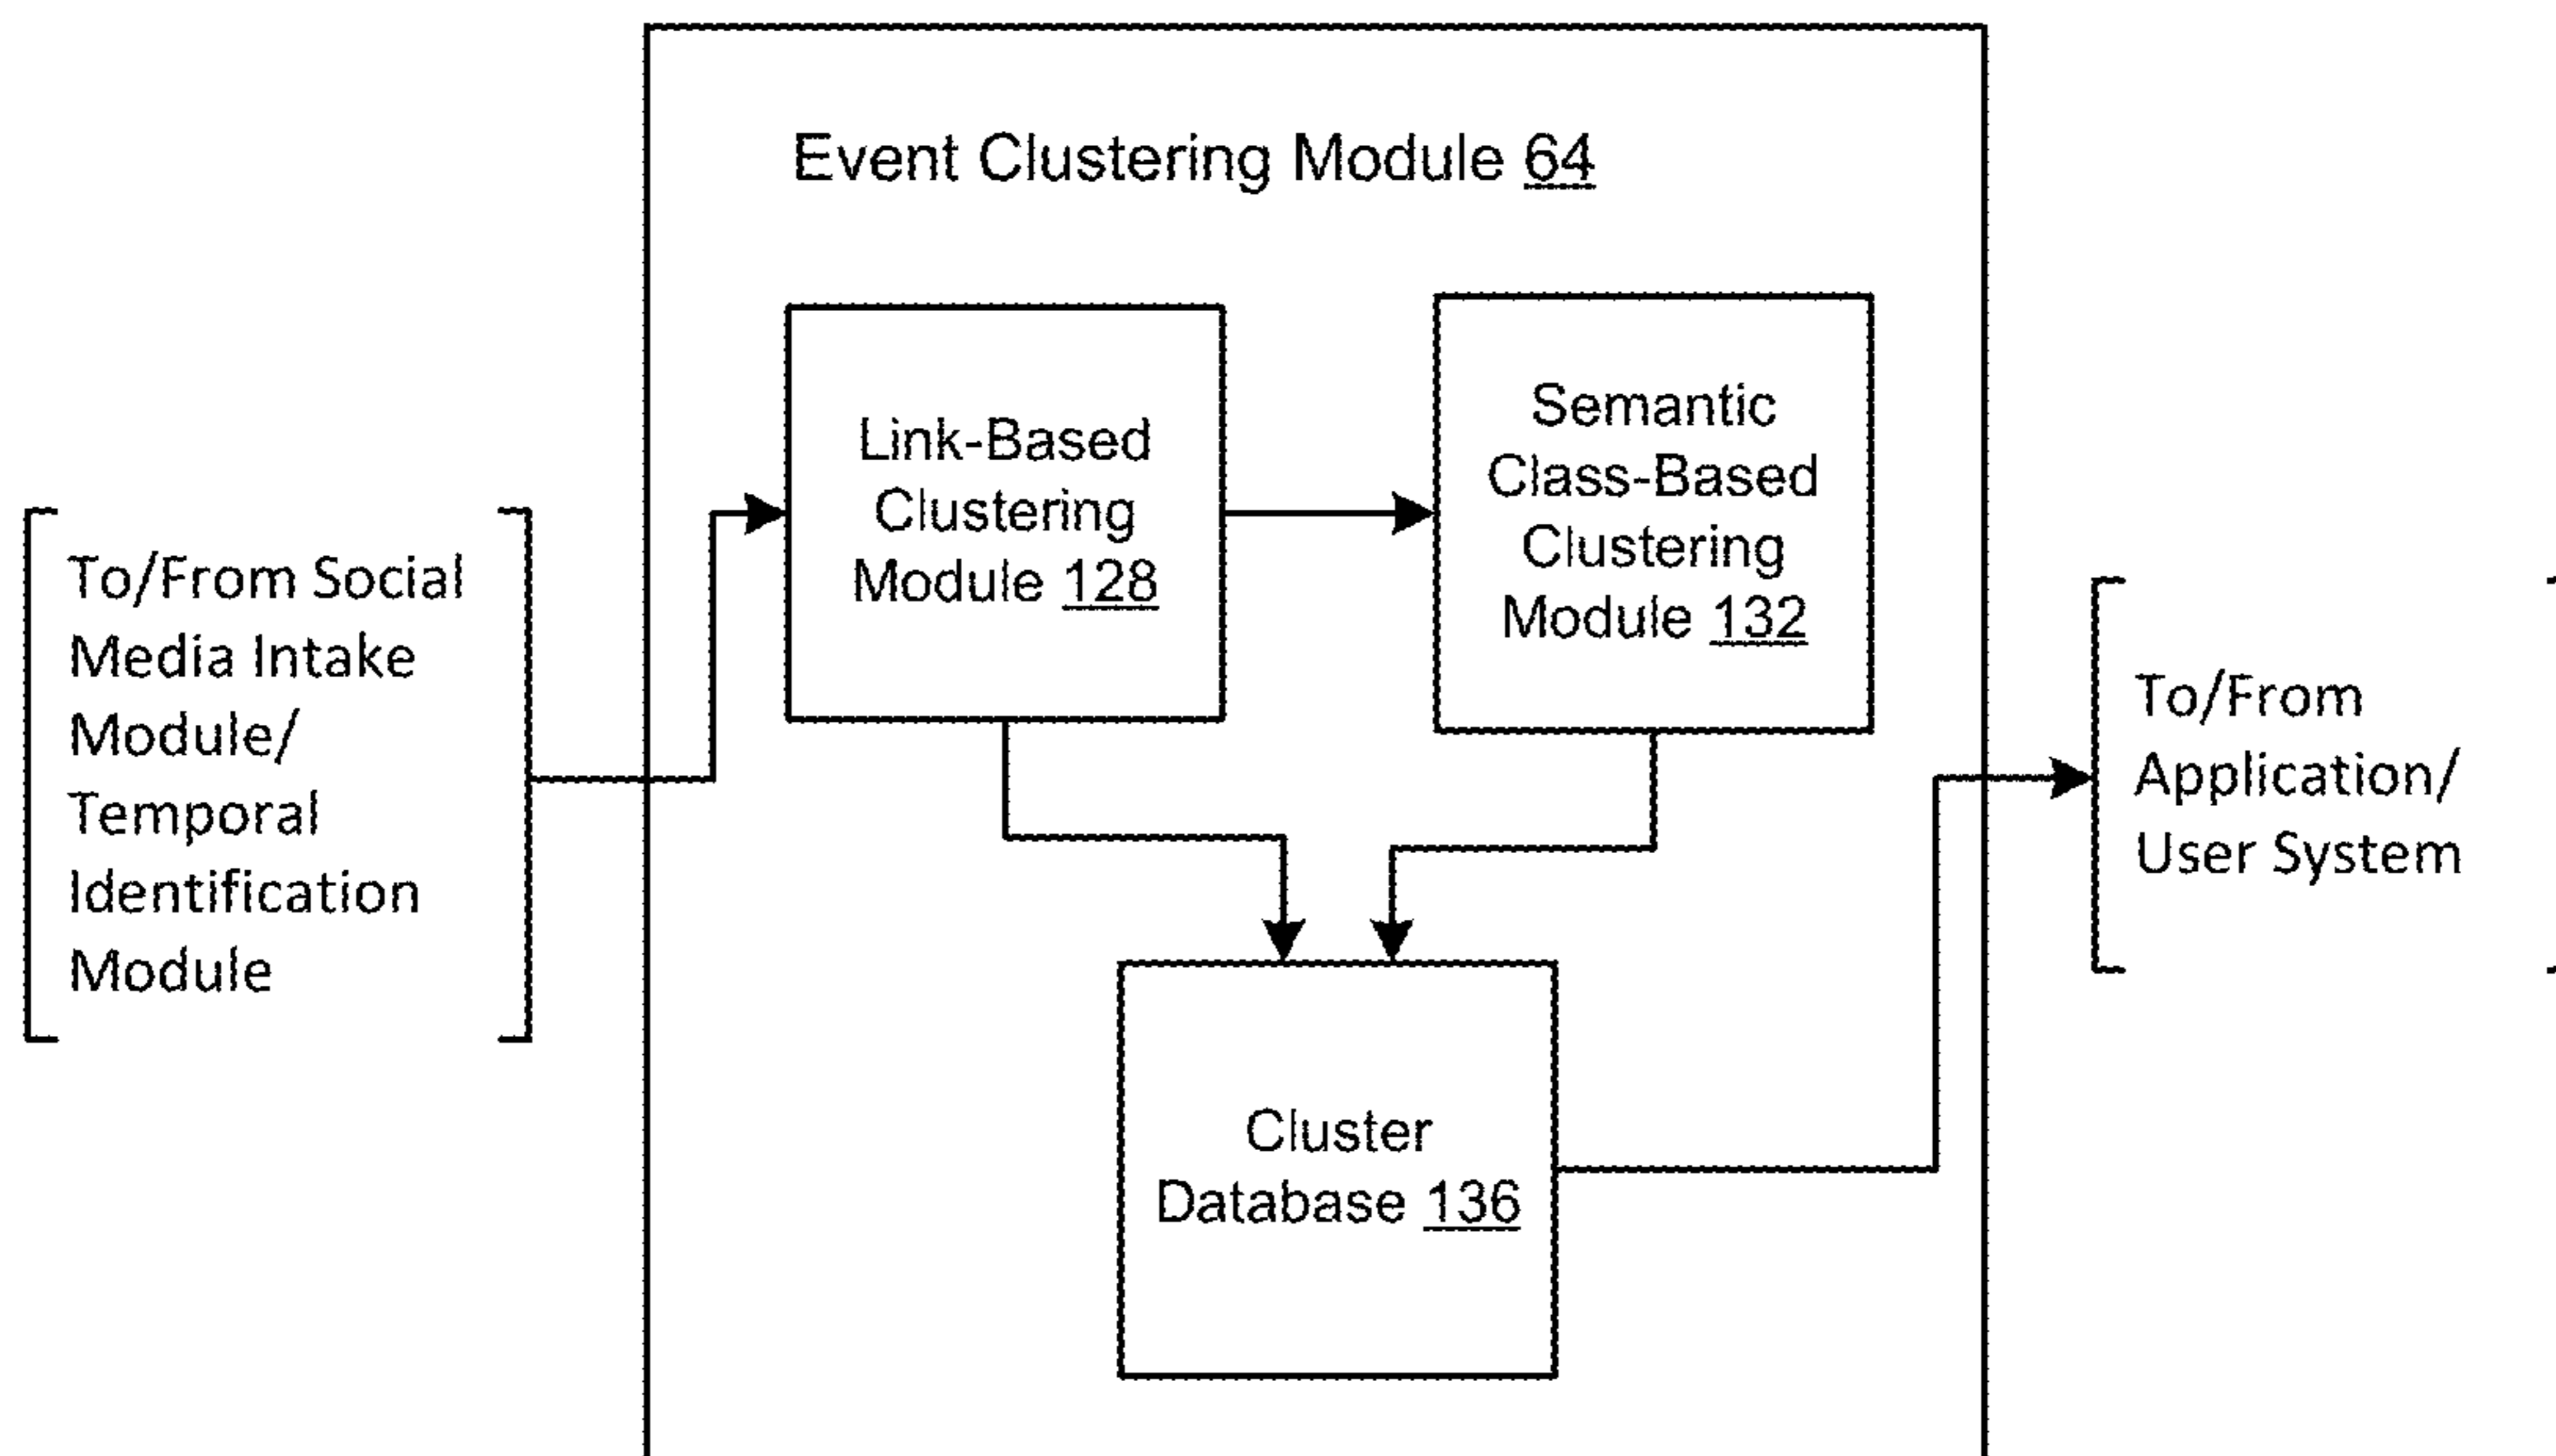 Event Clustering Module 64
Link-Based
Clustering
Module 128
Semantic
Class-Based
Clustering
Module 132
To/From Social
Media Intake
Module/
Temporal
Identification
Module
To/From
Application/
User System
Cluster
Database 136